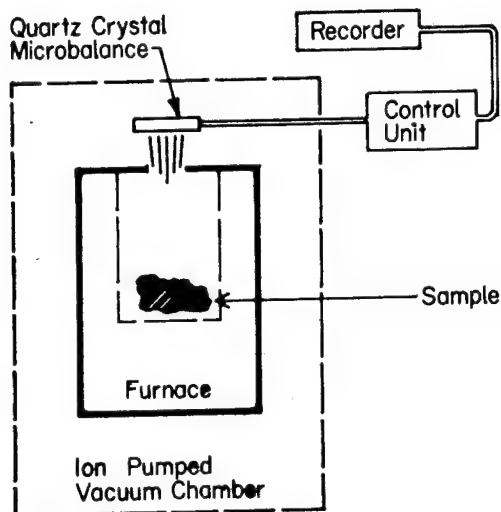 Quartz Crystal
Microbalance
Recorder
Control
Unit
Sample
Furnace
Ion Pumped
Vacuum Chamber